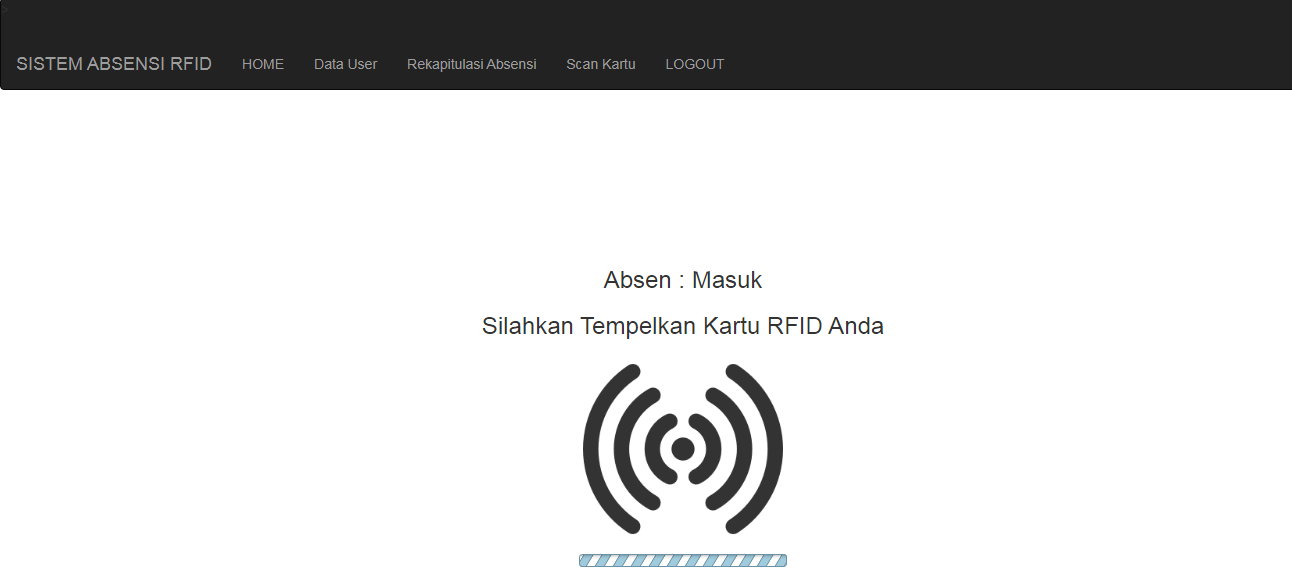 SISTEM ABSENSI RFID HOME Data User Rekapitulasi Absensi Scan Kartu LOGOUT
Absen : Masuk
Silahkan Tempelkan Kartu RFID Anda